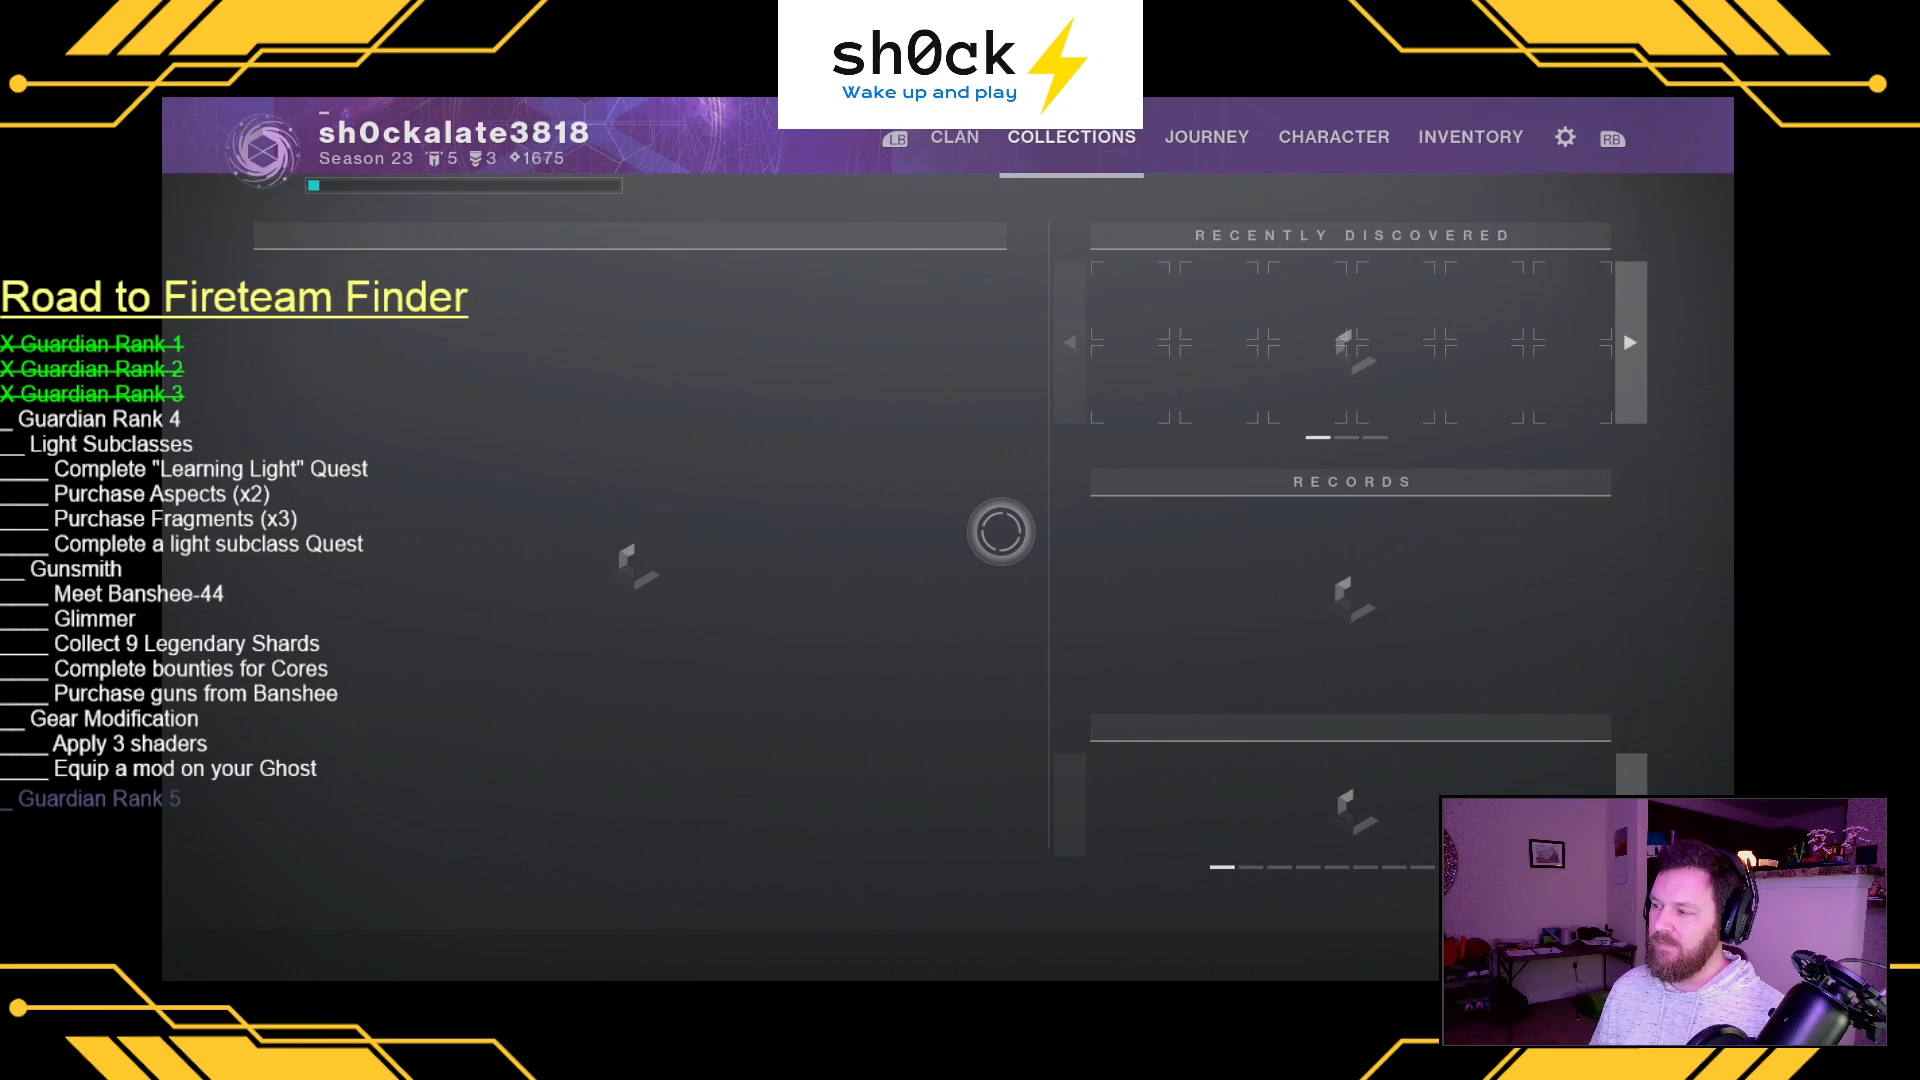 sh0ck
Wake up and play
sh0ckalate3818
Season 23 5 3 1675
LB CLAN COLLECTIONS JOURNEY CHARACTER INVENTORY RB
RECENTLY DISCOVERED
RECORDS
Road to Fireteam Finder
X Guardian Rank 1
X Guardian Rank 2
X Guardian Rank 3
_ Guardian Rank 4
__ Light Subclasses
____ Complete "Learning Light" Quest
____ Purchase Aspects (x2)
____ Purchase Fragments (x3)
____ Complete a light subclass Quest
__ Gunsmith
____ Meet Banshee-44
____ Glimmer
____ Collect 9 Legendary Shards
____ Complete bounties for Cores
____ Purchase guns from Banshee
__ Gear Modification
____ Apply 3 shaders
____ Equip a mod on your Ghost
_ Guardian Rank 5